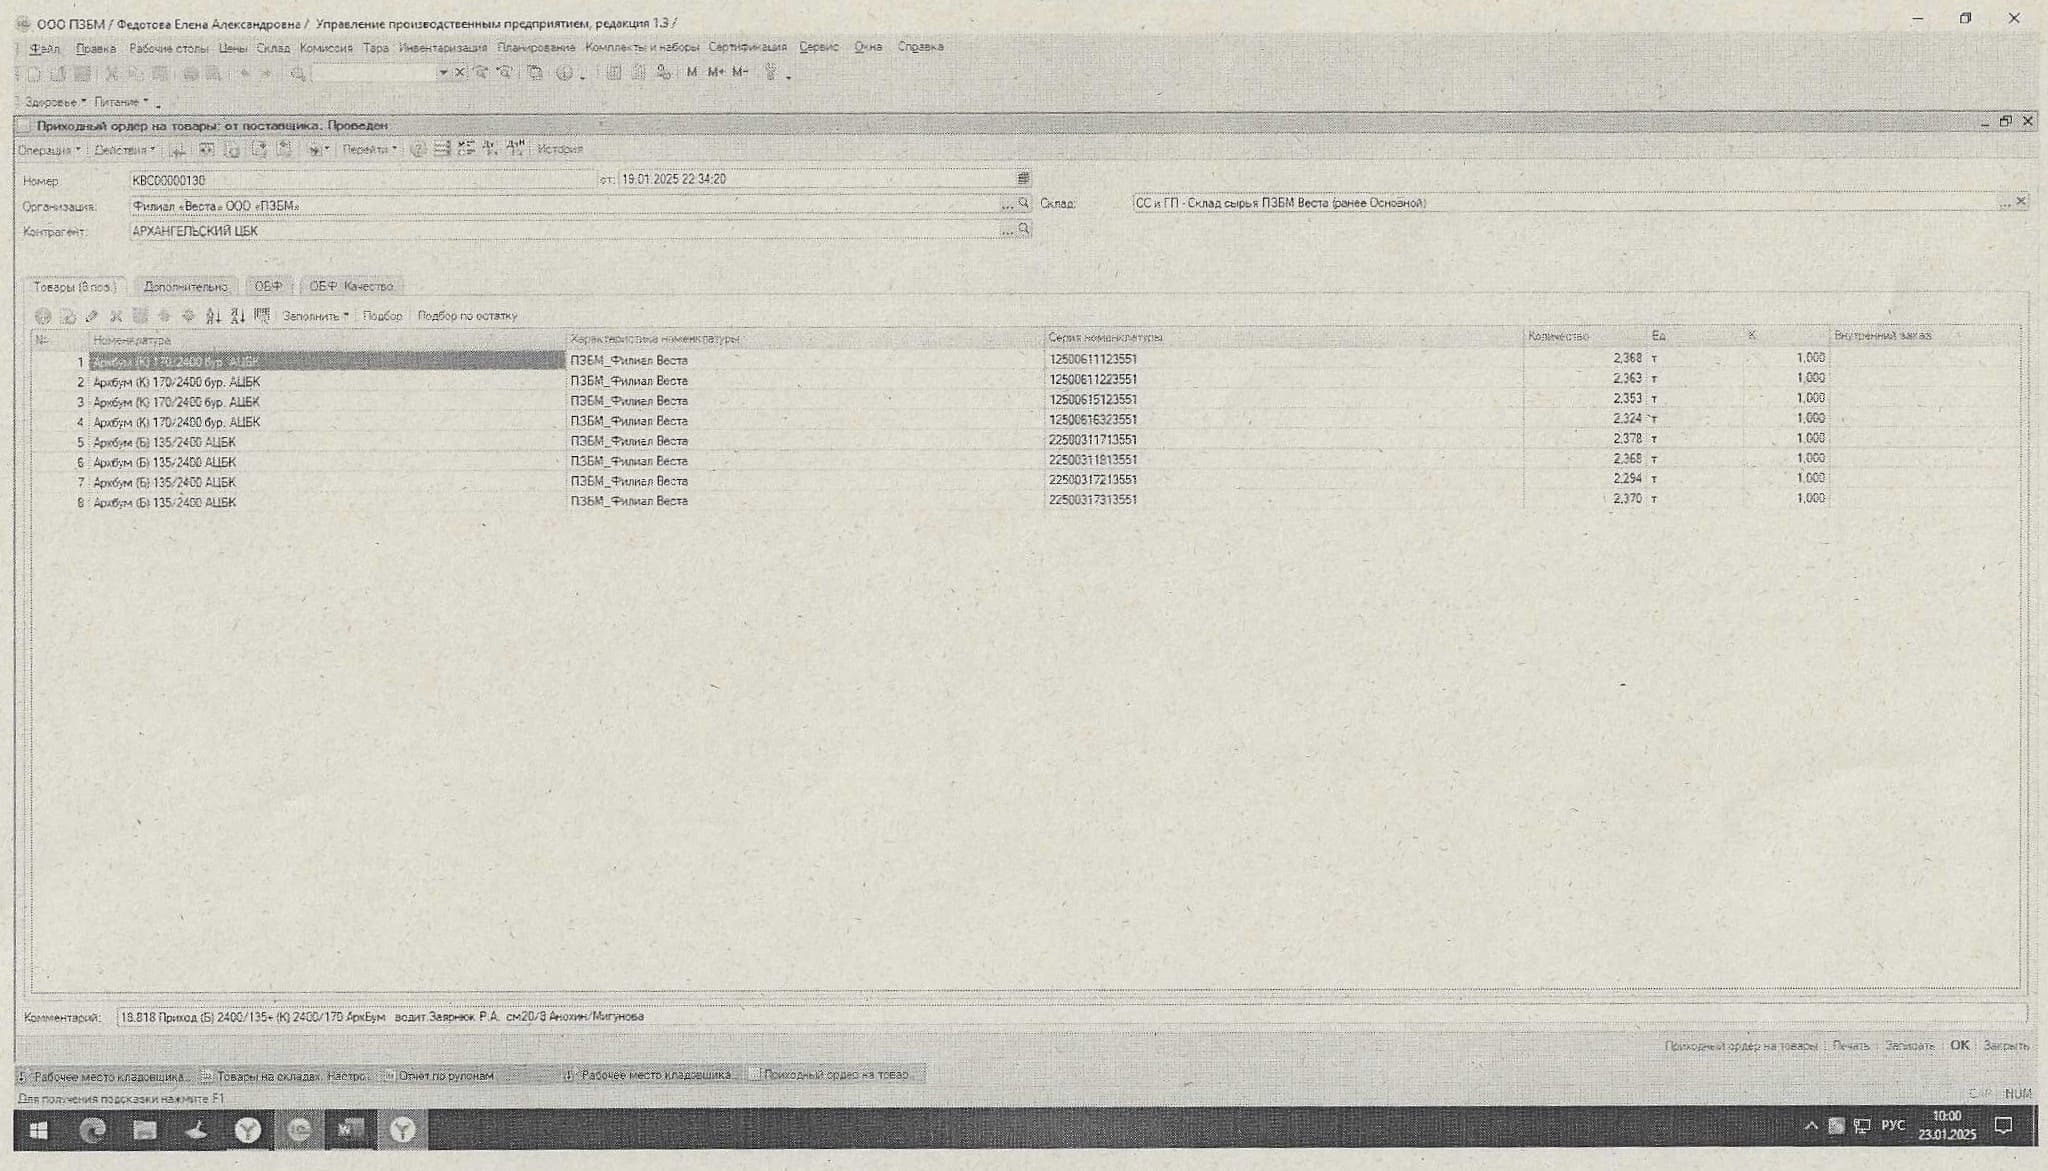 ООО ПЗБМ / Федотова Елена Александровна / Управление производственным предприятием, редакция 1.3 /
Файл Правка Рабочие столы Цены Склад Комиссия Тара Инвентаризация Планирование Комплекты и наборы Сертификация Сервис Окна Справка
M M+ M-
Здоровье Питание
Приходный ордер на товары: от поставщика. Проведен
Операция Действия Перейти История
Номер КВС00000130 от: 19.01.2025 22:34:20
Организация: Филиал «Веста» ООО «ПЗБМ» ... Склад: СС и ГП - Склад сырья ПЗБМ Веста (ранее Основной) ...
Контрагент: АРХАНГЕЛЬСКИЙ ЦБК ...
Товары (8 поз.) Дополнительно ОБФ ОБФ Качество
Заполнить Подбор Подбор по остатку
№ Номенклатура Характеристика номенклатуры Серия номенклатуры Количество Ед К Внутренний заказ
1 Архбум (К) 170/2400 бур. АЦБК ПЗБМ_Филиал Веста 12500611123551 2,368 т 1,000
2 Архбум (К) 170/2400 бур. АЦБК ПЗБМ_Филиал Веста 12500611223551 2,363 т 1,000
3 Архбум (К) 170/2400 бур. АЦБК ПЗБМ_Филиал Веста 12500615123551 2,353 т 1,000
4 Архбум (К) 170/2400 бур. АЦБК ПЗБМ_Филиал Веста 12500616323551 2,324 т 1,000
5 Архбум (Б) 135/2400 АЦБК ПЗБМ_Филиал Веста 22500311713551 2,378 т 1,000
6 Архбум (Б) 135/2400 АЦБК ПЗБМ_Филиал Веста 22500311813551 2,368 т 1,000
7 Архбум (Б) 135/2400 АЦБК ПЗБМ_Филиал Веста 22500317213551 2,294 т 1,000
8 Архбум (Б) 135/2400 АЦБК ПЗБМ_Филиал Веста 22500317313551 2,370 т 1,000
Комментарий: 18.818 Приход (Б) 2400/135+ (К) 2400/170 АрхБум водит.Заярнюк Р.А. см20/8 Анохин/Мигунова
Приходный ордер на товары Печать Записать OK Закрыть
Рабочее место кладовщика... Товары на складах. Настро... Отчет по рулонам Рабочее место кладовщика... Приходный ордер на товар...
Для получения подсказки нажмите F1 CAP NUM
РУС 10:00
23.01.2025